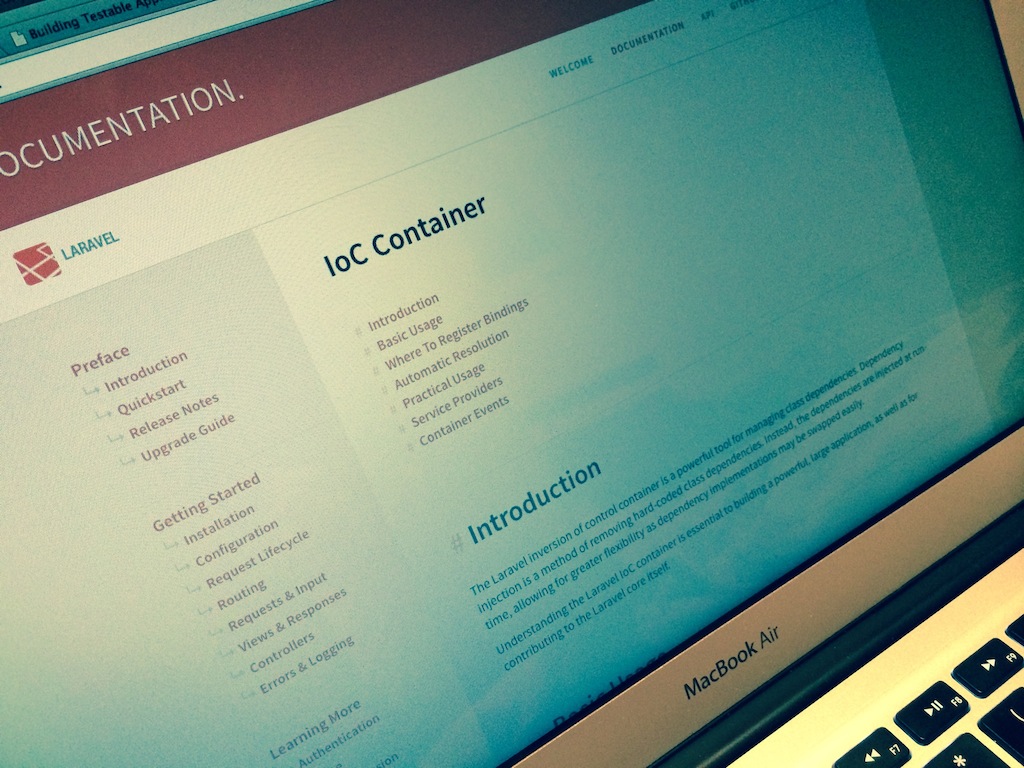 Building Testable App
OCUMENTATION.
WELCOME DOCUMENTATION API
LARAVEL
IoC Container
Introduction
Basic Usage
Where To Register Bindings
Automatic Resolution
Practical Usage
Service Providers
Container Events
Preface
Introduction
Quickstart
Release Notes
Upgrade Guide
Getting Started
Installation
Configuration
Request Lifecycle
Routing
Requests & Input
Views & Responses
Controllers
Errors & Logging
Learning More
Authentication
# Introduction
The Laravel inversion of control container is a powerful tool for managing class dependencies. Dependency
injection is a method of removing hard-coded class dependencies. Instead, the dependencies are injected at run-
time, allowing for greater flexibility as dependency implementations may be swapped easily.
Understanding the Laravel IoC container is essential to building a powerful, large application, as well as for
contributing to the Laravel core itself.
MacBook Air
F7
F8
F9
*